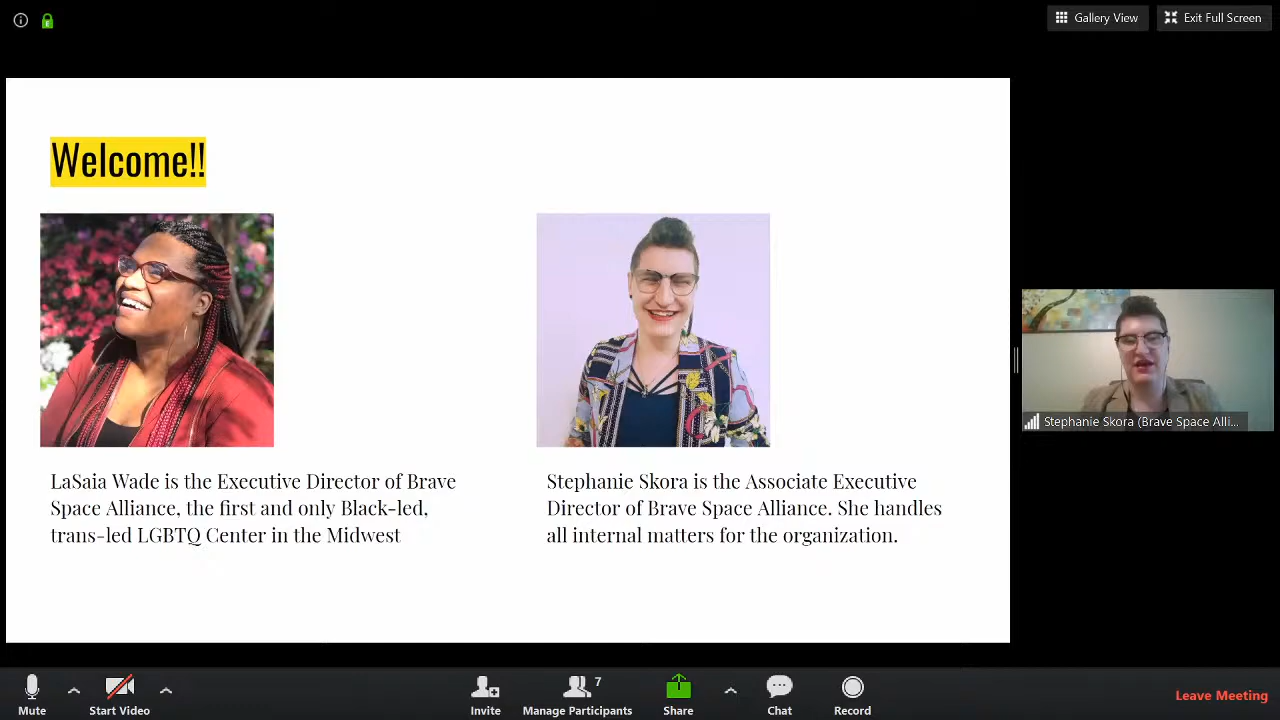 Gallery View
Exit Full Screen
Welcome!!
LaSaia Wade is the Executive Director of Brave
Space Alliance, the first and only Black-led,
trans-led LGBTQ Center in the Midwest
Stephanie Skora is the Associate Executive
Director of Brave Space Alliance. She handles
all internal matters for the organization.
Stephanie Skora (Brave Space Alli...
Mute
Start Video
Invite
7
Manage Participants
Share
Chat
Record
Leave Meeting